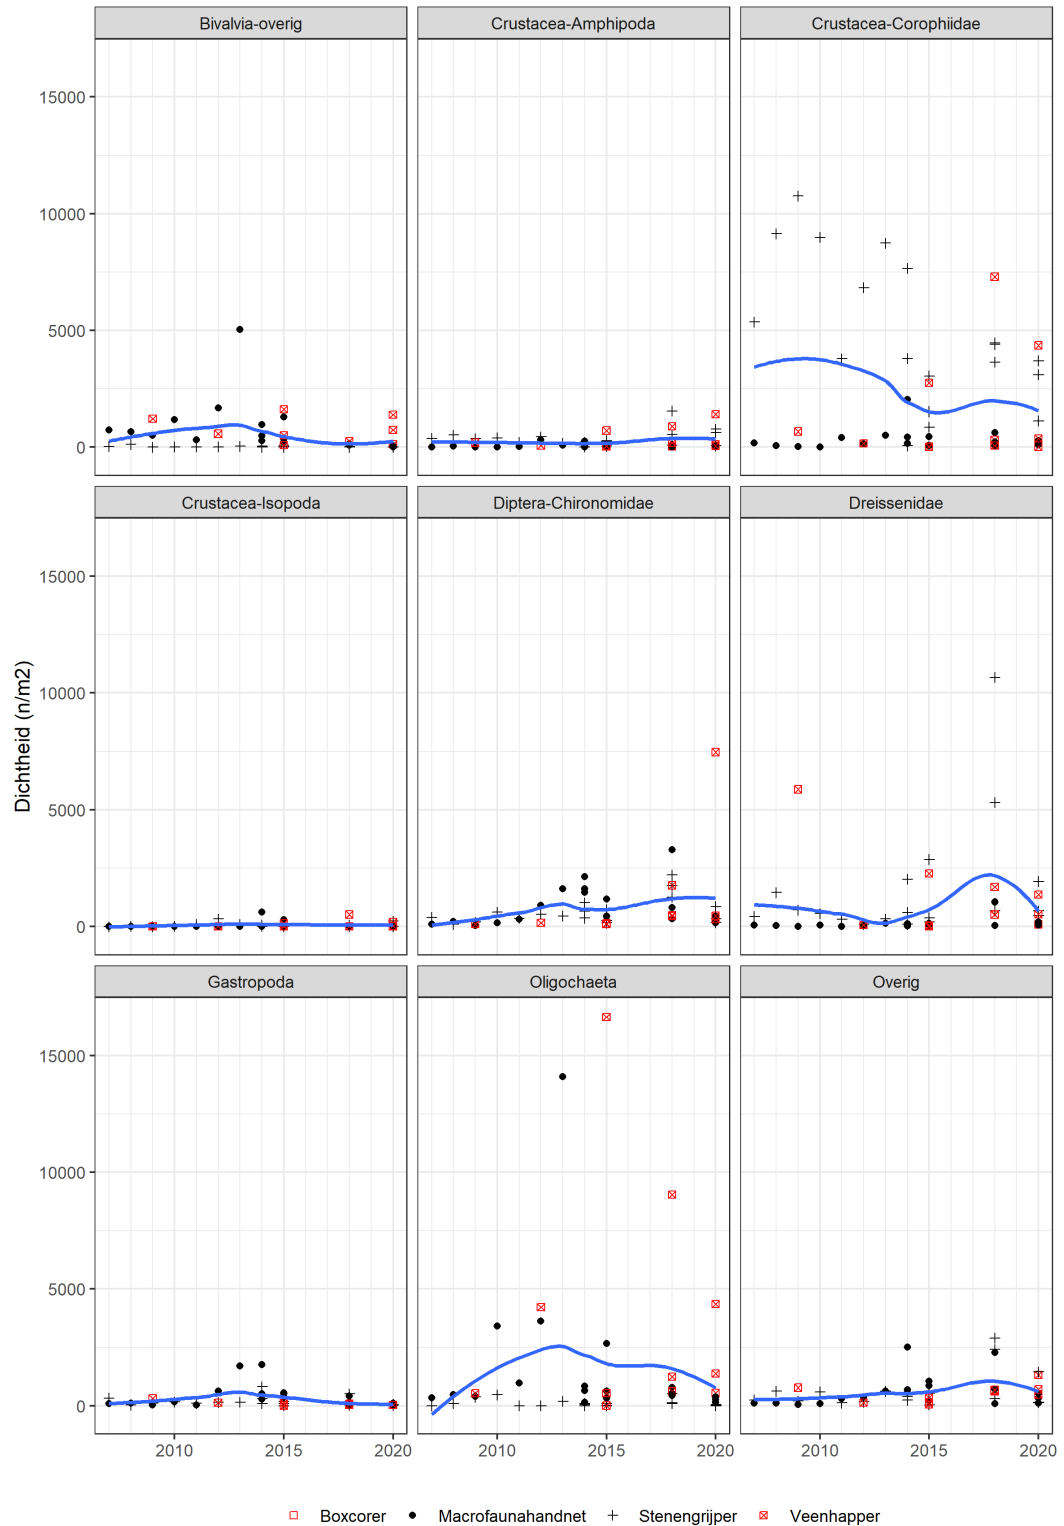 Bivalvia-overig
Crustacea-Amphipoda
Crustacea-Corophiidae
15000
10000
5000
0
Crustacea-Isopoda
Diptera-Chironomidae
Dreissenidae
15000
10000
5000
0
Dichtheid (n/m2)
Gastropoda
Oligochaeta
Overig
15000
10000
5000
0
2010 2015 2020
2010 2015 2020
2010 2015 2020
Boxcorer Macrofaunahandnet Stenengrijper Veenhapper